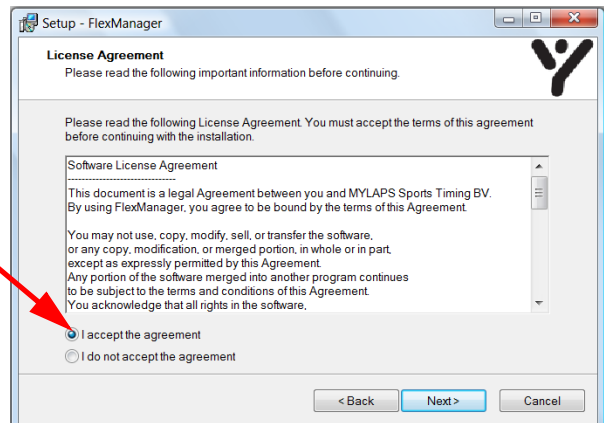 Setup - FlexManager
License Agreement
Please read the following important information before continuing.
Please read the following License Agreement. You must accept the terms of this agreement
before continuing with the installation.
Software License Agreement
------------------------------
This document is a legal Agreement between you and MYLAPS Sports Timing BV.
By using FlexManager, you agree to be bound by the terms of this Agreement.
You may not use, copy, modify, sell, or transfer the software,
or any copy, modification, or merged portion, in whole or in part,
except as expressly permitted by this Agreement.
Any portion of the software merged into another program continues
to be subject to the terms and conditions of this Agreement.
You acknowledge that all rights in the software,
I accept the agreement
I do not accept the agreement
< Back Next > Cancel